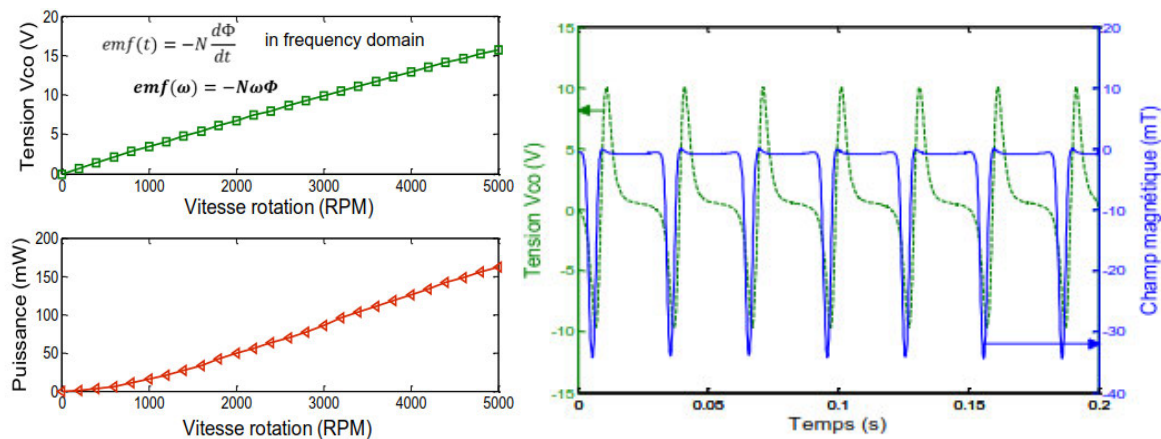 Tension Vco (V)
20
15
10
5
0
emf(t) = −N dΦ/dt in frequency domain
emf(ω) = −NωΦ
0 1000 2000 3000 4000 5000
Vitesse rotation (RPM)
Puissance (mW)
200
150
100
50
0
0 1000 2000 3000 4000 5000
Vitesse rotation (RPM)
Tension Vco (V)
15
10
5
0
-5
-10
-15
0 0.05 0.1 0.15 0.2
Temps (s)
20
10
0
-10
-20
-30
-40
Champ magnétique (mT)